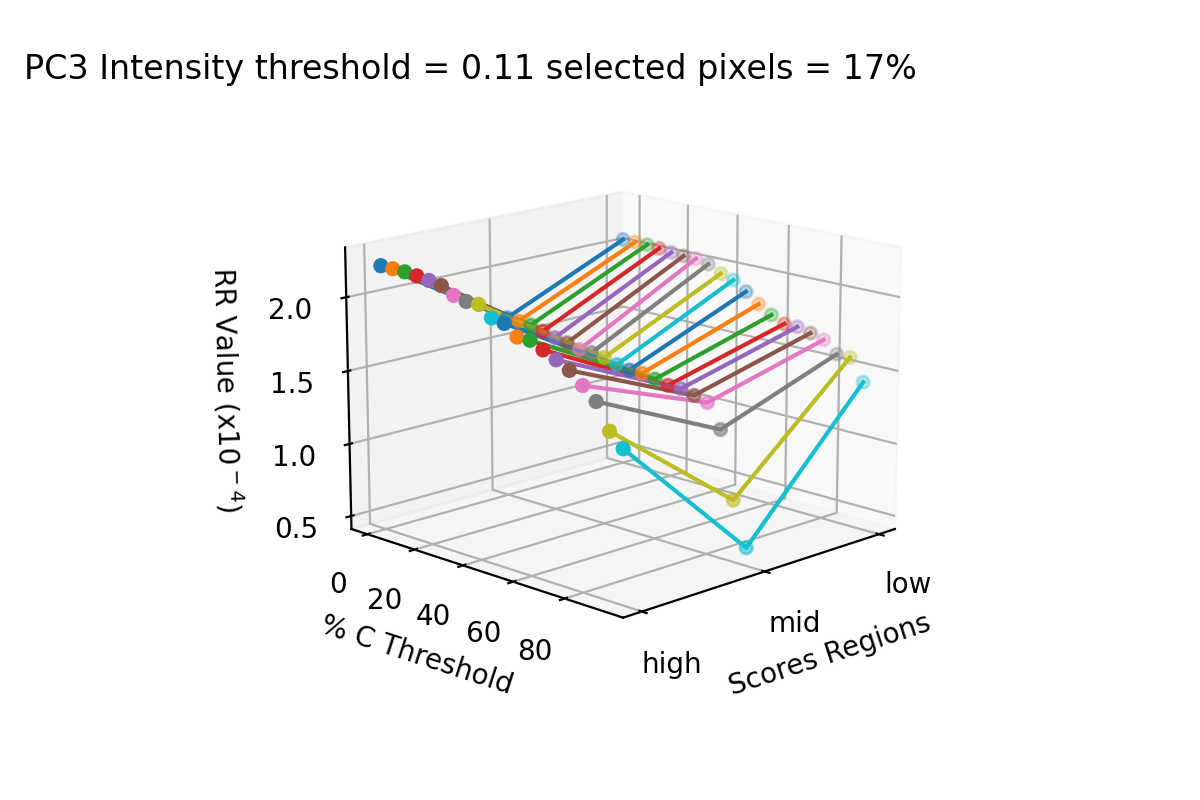 PC3 Intensity threshold = 0.11 selected pixels = 17%
RR Value (x10⁻⁴)
2.0
1.5
1.0
0.5
0
20
40
60
80
% C Threshold
high
mid
low
Scores Regions